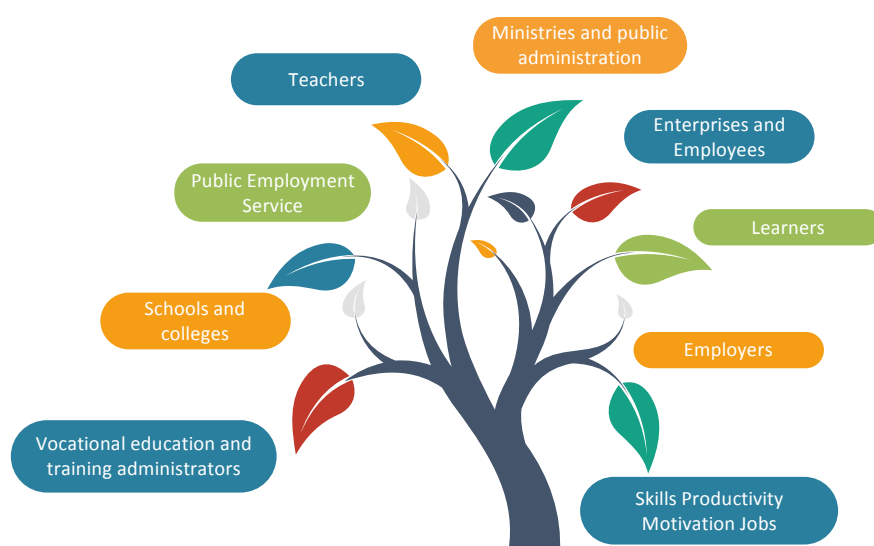 Ministries and public
administration
Teachers
Enterprises and
Employees
Public Employment
Service
Learners
Schools and
colleges
Employers
Vocational education and
training administrators
Skills Productivity
Motivation Jobs